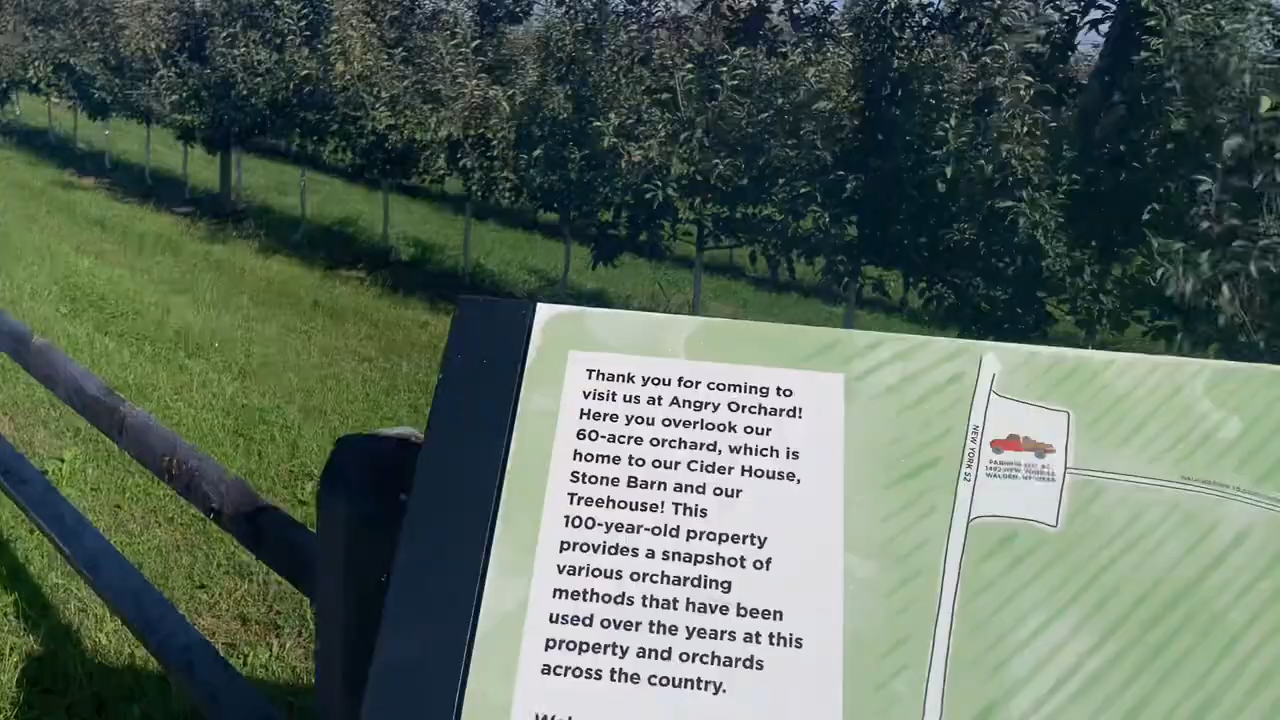 Thank you for coming to
visit us at Angry Orchard!
Here you overlook our
60-acre orchard, which is
home to our Cider House,
Stone Barn and our
Treehouse! This
100-year-old property
provides a snapshot of
various orcharding
methods that have been
used over the years at this
property and orchards
across the country.
NEW YORK 52